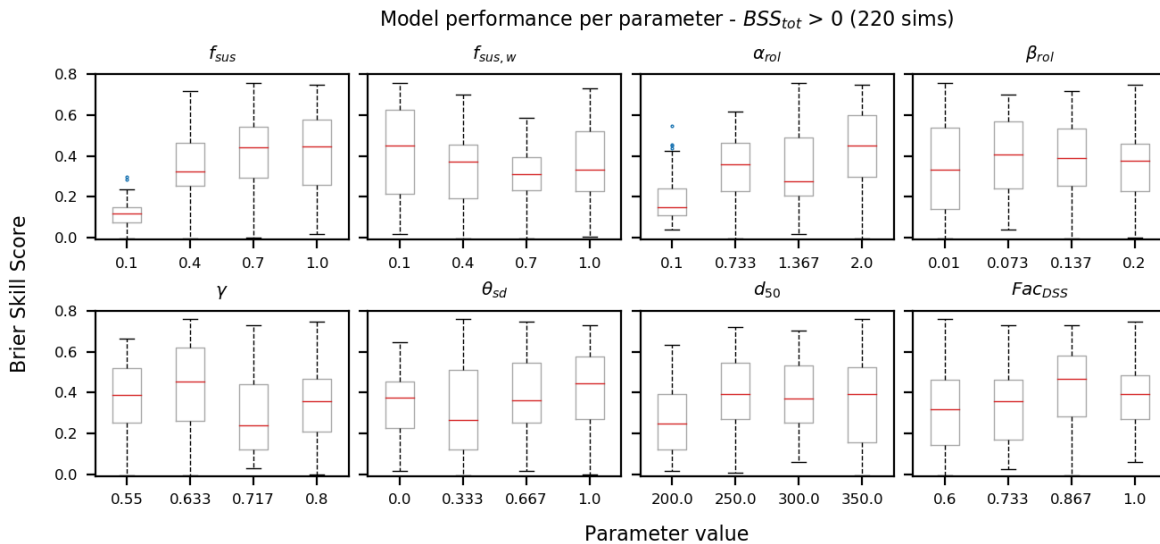 Model performance per parameter - BSS_tot > 0 (220 sims)
f_sus f_sus, w α_rol β_rol
0.8
0.6
0.4
0.2
0.0
0.1 0.4 0.7 1.0 0.1 0.4 0.7 1.0 0.1 0.733 1.367 2.0 0.01 0.073 0.137 0.2
Brier Skill Score
γ θ_sd d_50 Fac_DSS
0.8
0.6
0.4
0.2
0.0
0.55 0.633 0.717 0.8 0.0 0.333 0.667 1.0 200.0 250.0 300.0 350.0 0.6 0.733 0.867 1.0
Parameter value